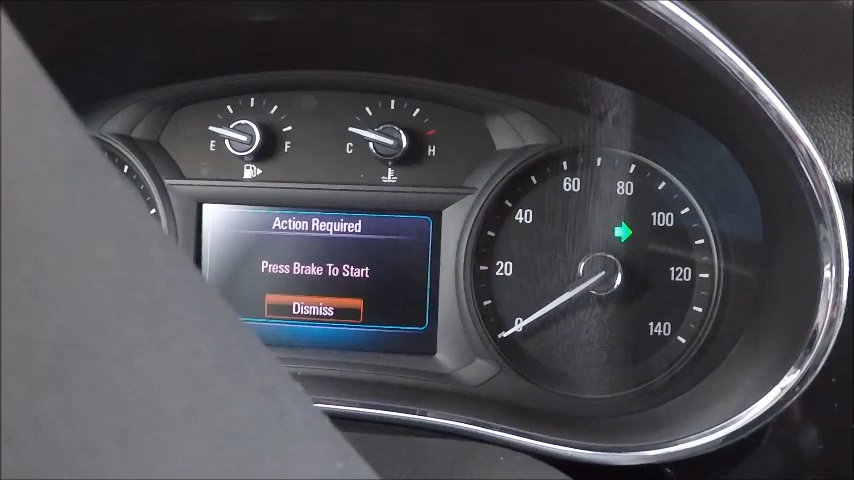 E F
C H
Action Required
Press Brake To Start
Dismiss
0
20
40
60
80
100
120
140